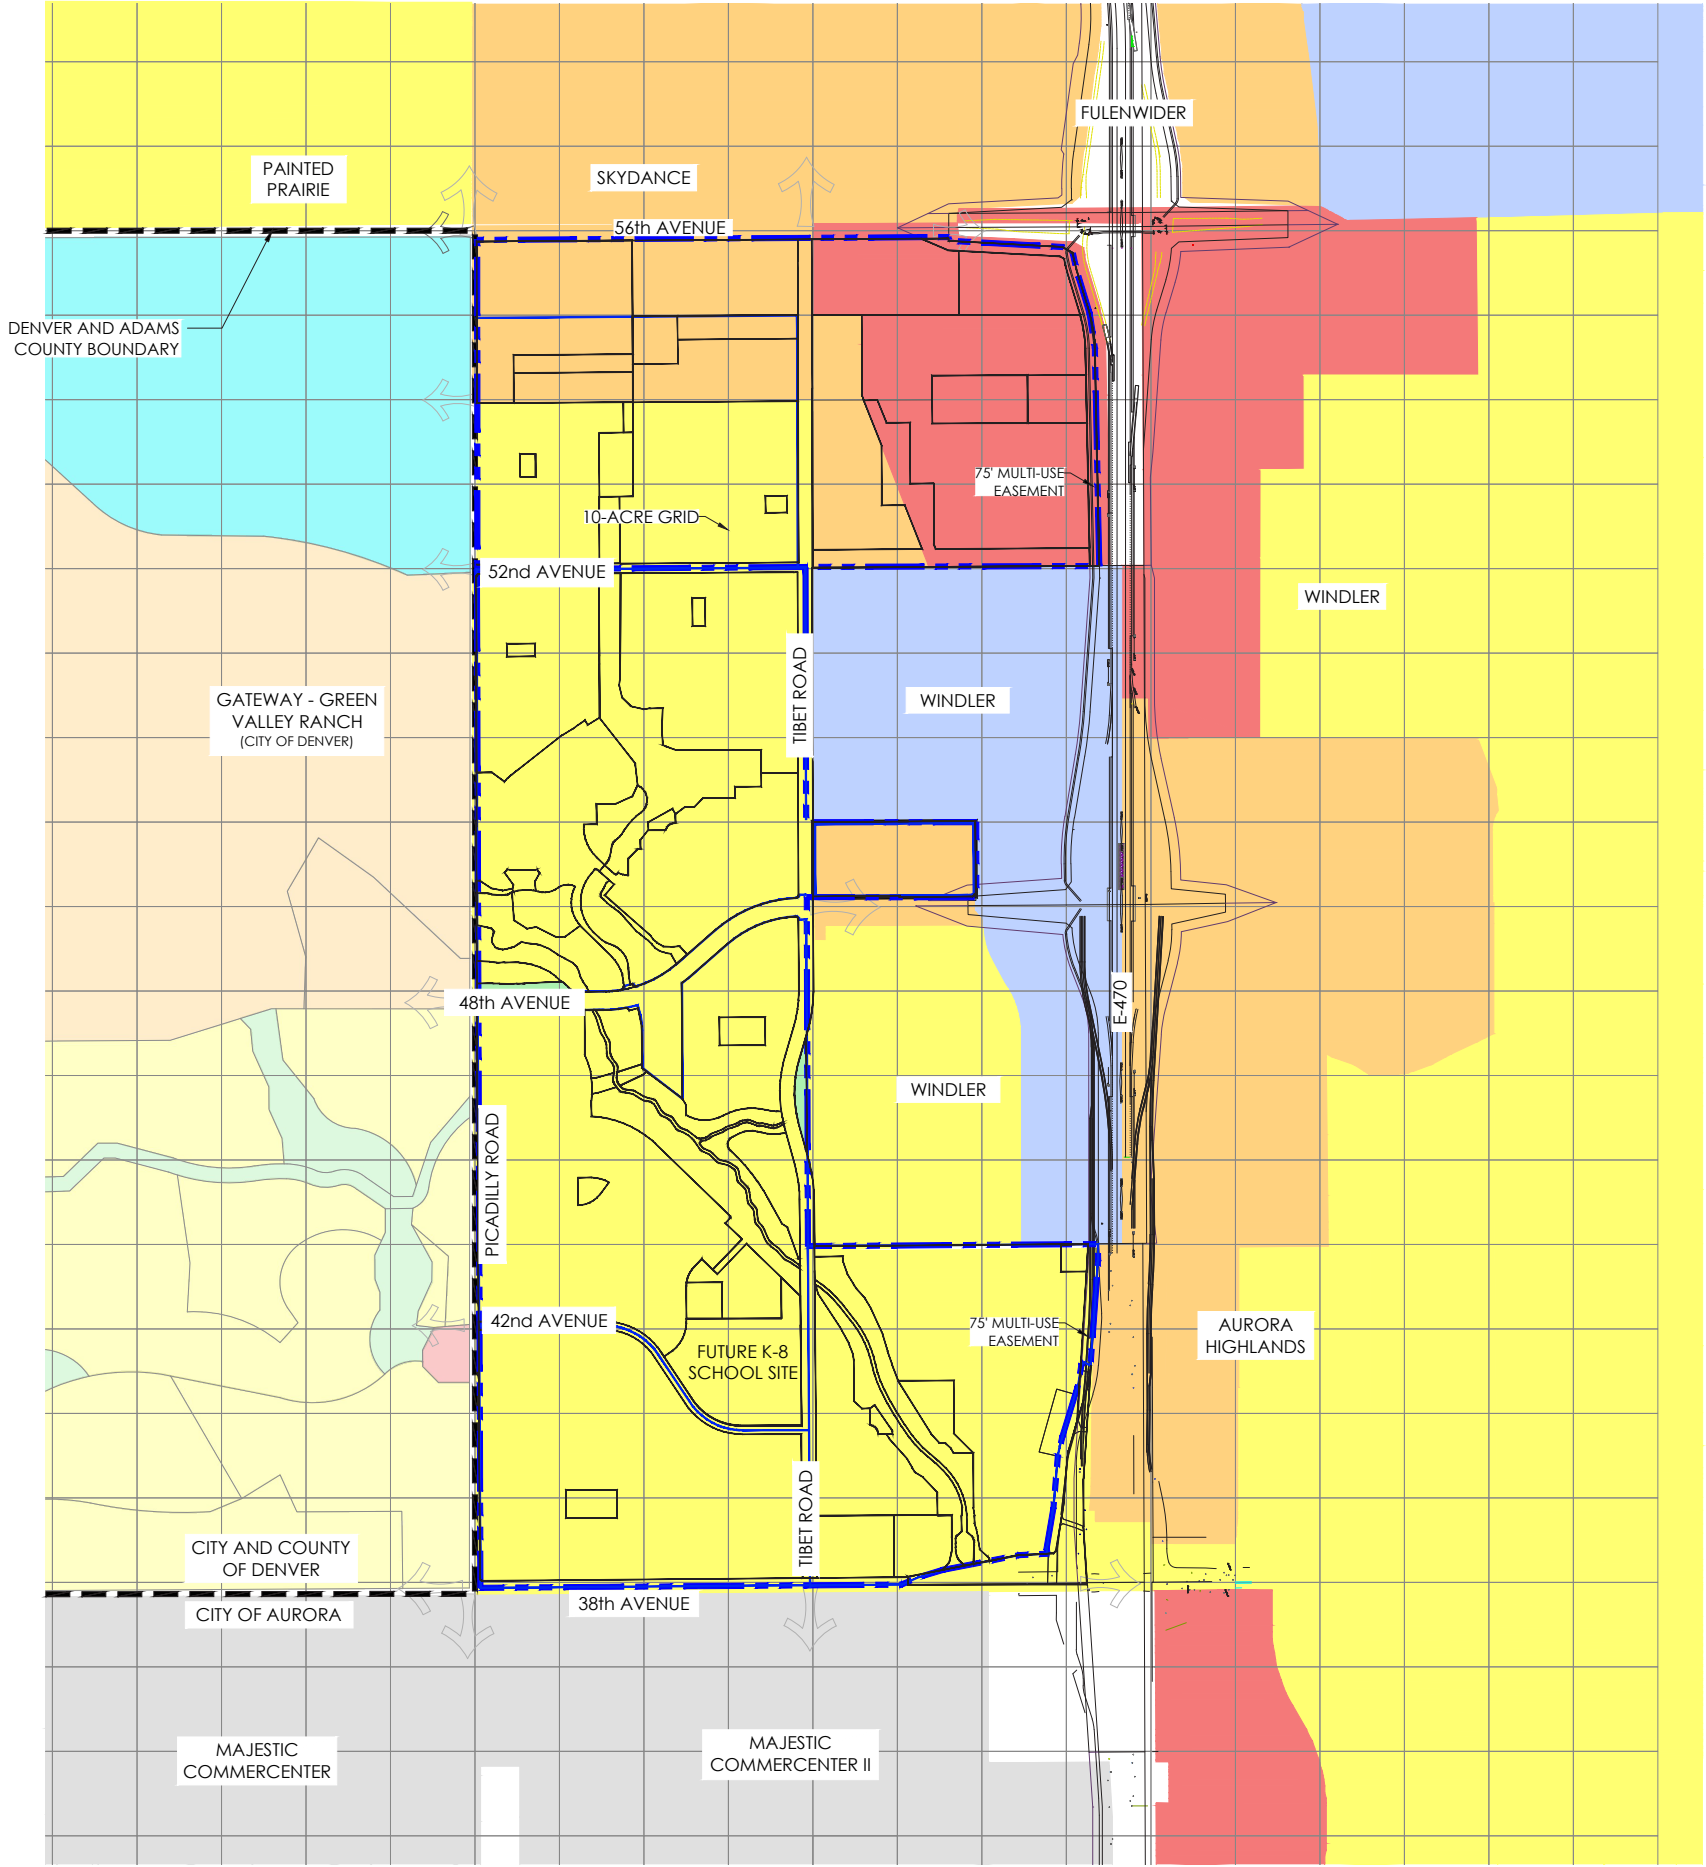 FULENWIDER
PAINTED
PRAIRIE
SKYDANCE
56th AVENUE
DENVER AND ADAMS
COUNTY BOUNDARY
75' MULTI-USE
EASEMENT
10-ACRE GRID
52nd AVENUE
WINDLER
TIBET ROAD
WINDLER
GATEWAY - GREEN
VALLEY RANCH
(CITY OF DENVER)
48th AVENUE
E-470
WINDLER
PICADILLY ROAD
42nd AVENUE
75' MULTI-USE
EASEMENT
AURORA
HIGHLANDS
FUTURE K-8
SCHOOL SITE
TIBET ROAD
CITY AND COUNTY
OF DENVER
CITY OF AURORA
38th AVENUE
MAJESTIC
COMMERCENTER
MAJESTIC
COMMERCENTER II